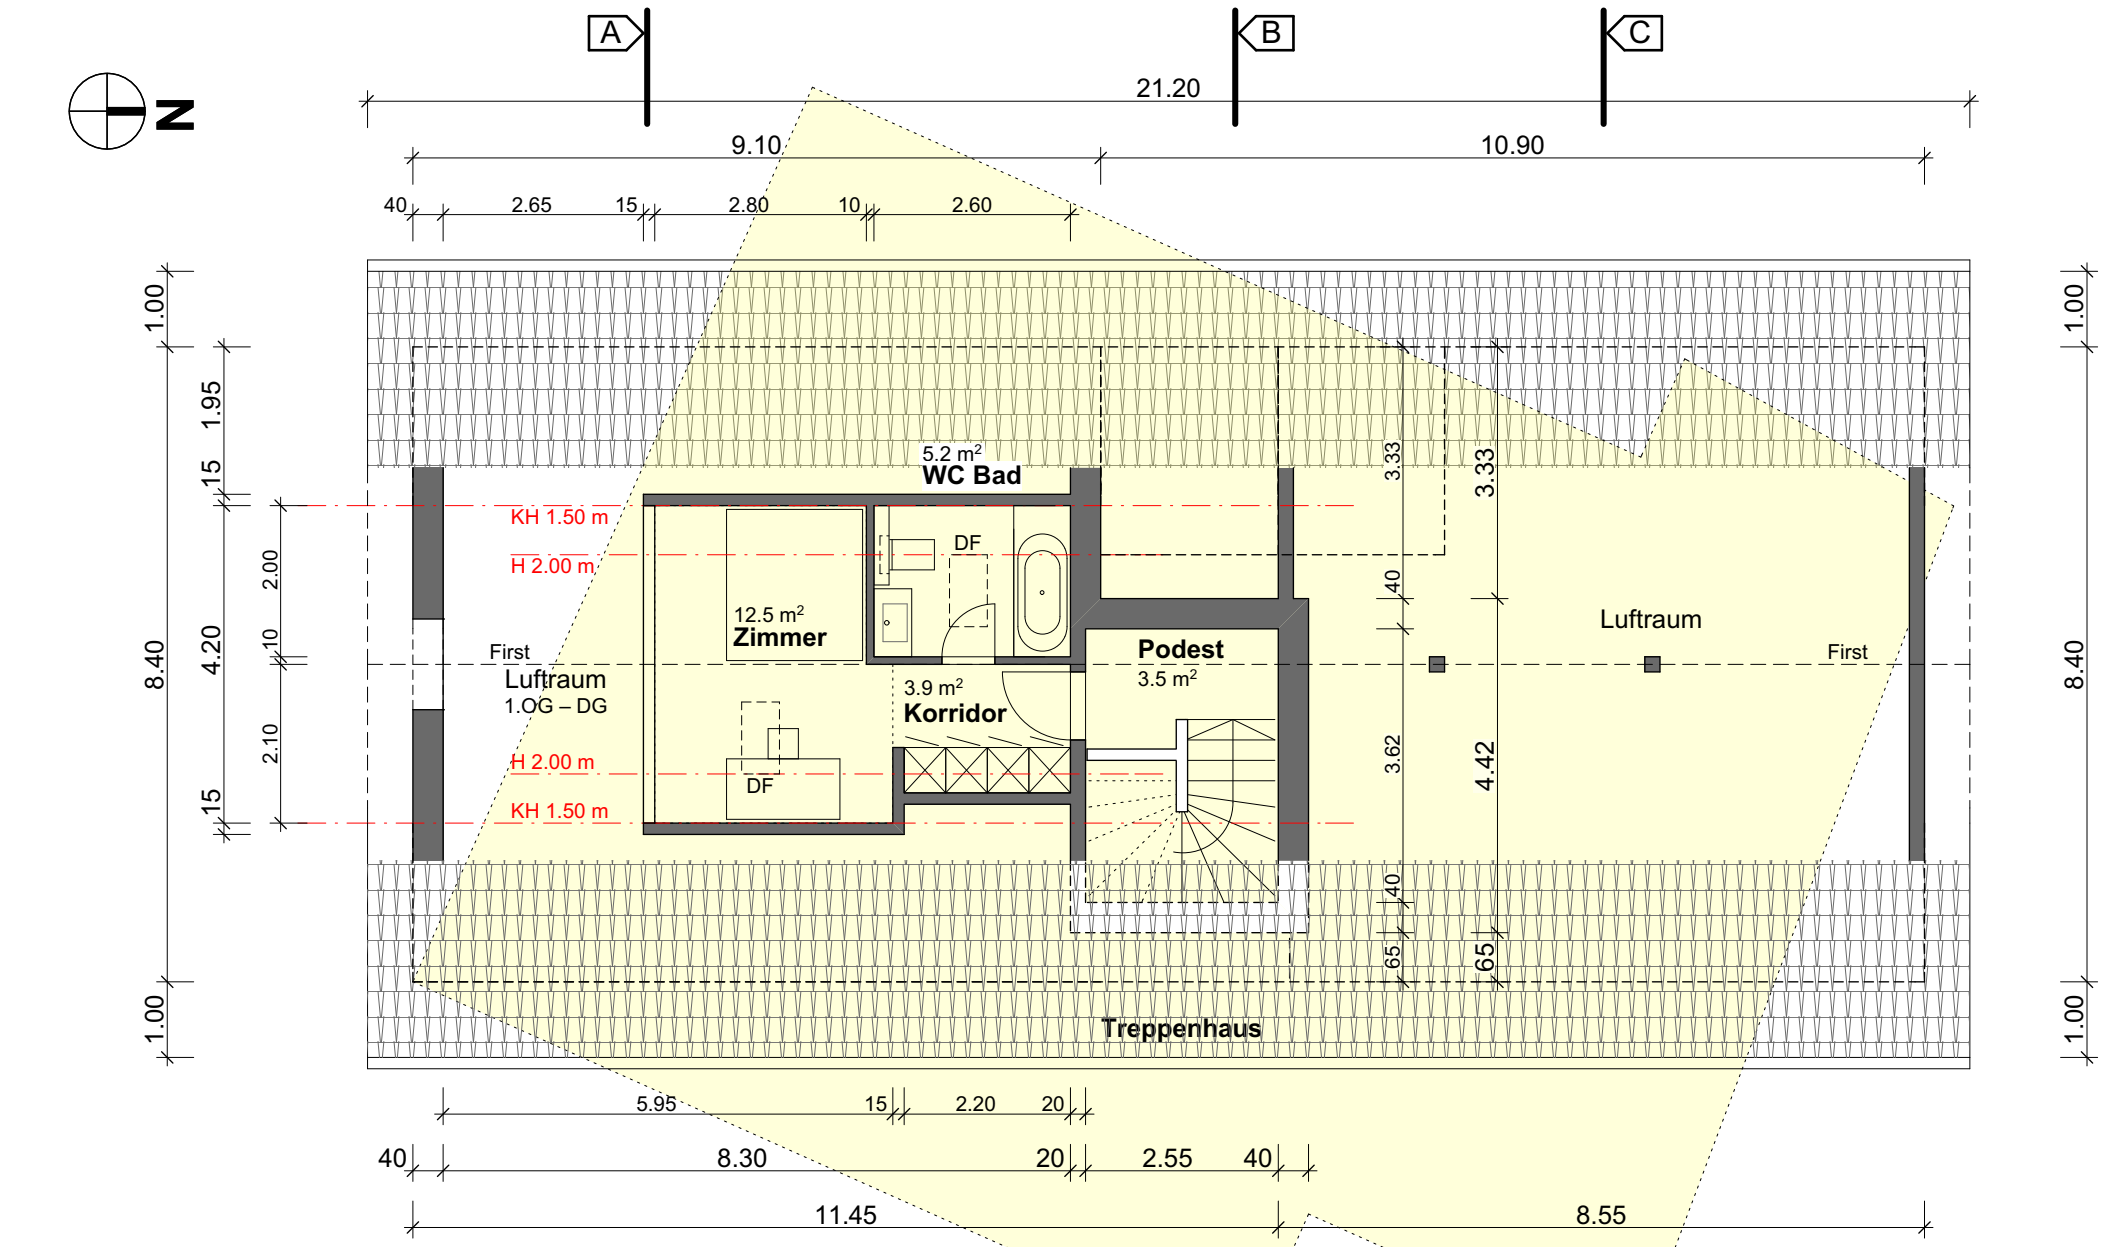 A
B
C
N
21.20
9.10
10.90
40
2.65
15
2.80
10
2.60
1.00
1.00
1.95
15
5.2 m²
WC Bad
3.33
3.33
KH 1.50 m
H 2.00 m
DF
2.00
40
12.5 m²
Zimmer
Luftraum
10
4.20
8.40
8.40
First
Luftraum
1.OG – DG
Podest
3.5 m²
First
3.9 m²
Korridor
2.10
H 2.00 m
DF
3.62
4.42
15
KH 1.50 m
40
65
65
1.00
1.00
Treppenhaus
5.95
15
2.20
20
40
8.30
20
2.55
40
11.45
8.55